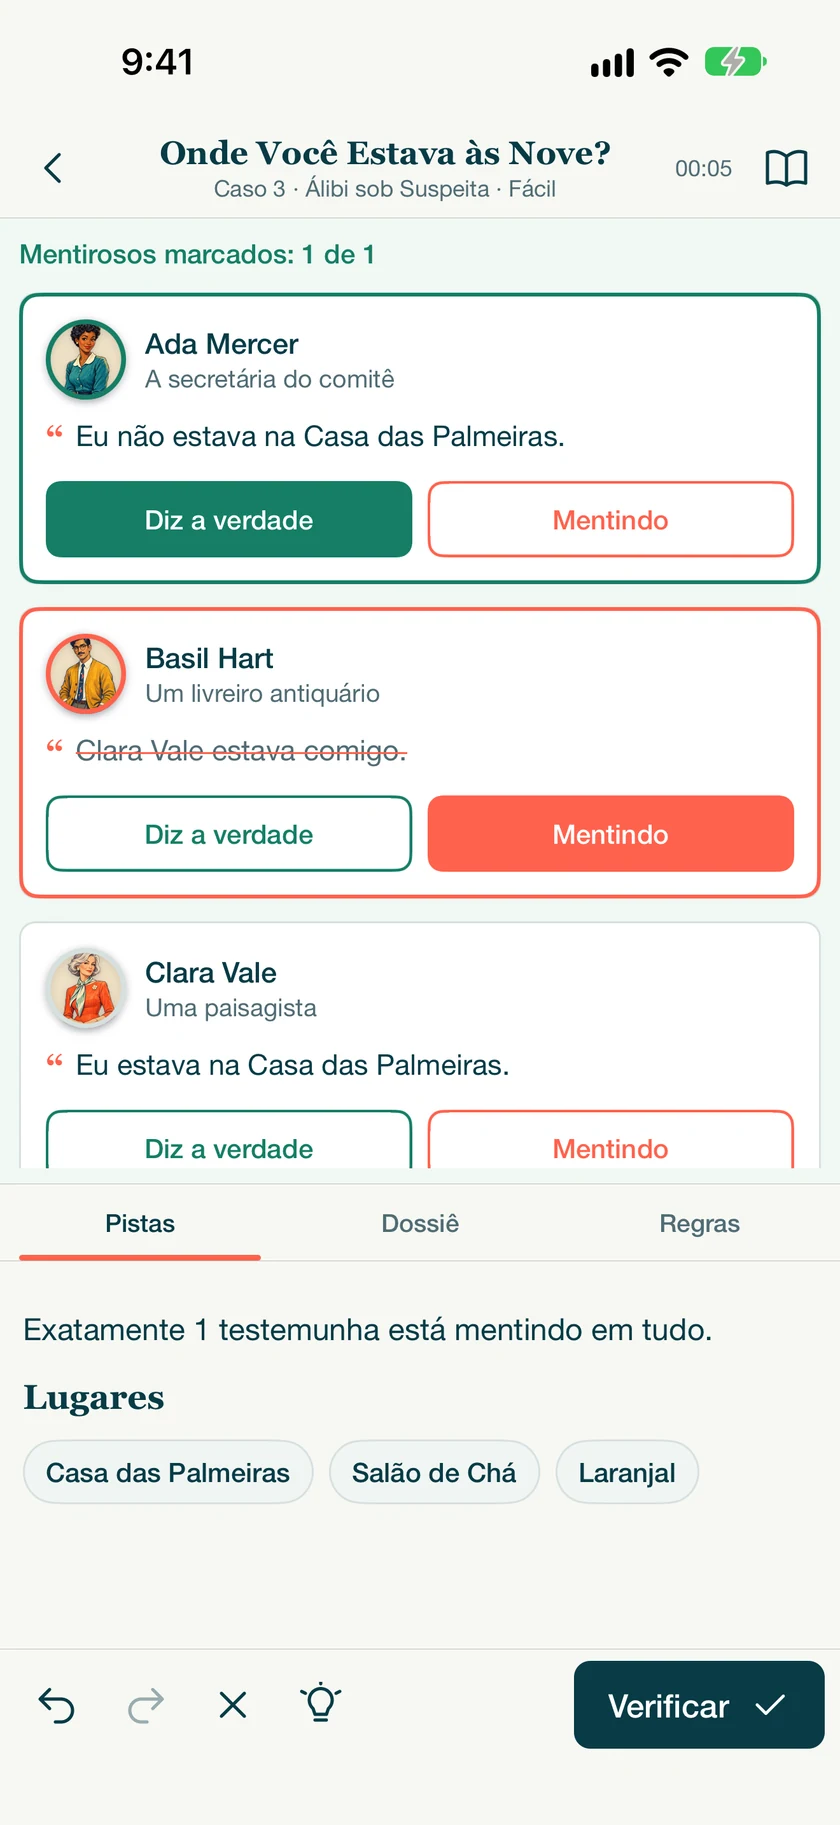 9:41
Onde Você Estava às Nove?
Caso 3 · Álibi sob Suspeita · Fácil
00:05
Mentirosos marcados: 1 de 1
Ada Mercer
A secretária do comitê
“ Eu não estava na Casa das Palmeiras.
Diz a verdade
Mentindo
Basil Hart
Um livreiro antiquário
“ Clara Vale estava comigo.
Diz a verdade
Mentindo
Clara Vale
Uma paisagista
“ Eu estava na Casa das Palmeiras.
Diz a verdade
Mentindo
Pistas
Dossiê
Regras
Exatamente 1 testemunha está mentindo em tudo.
Lugares
Casa das Palmeiras
Salão de Chá
Laranjal
Verificar